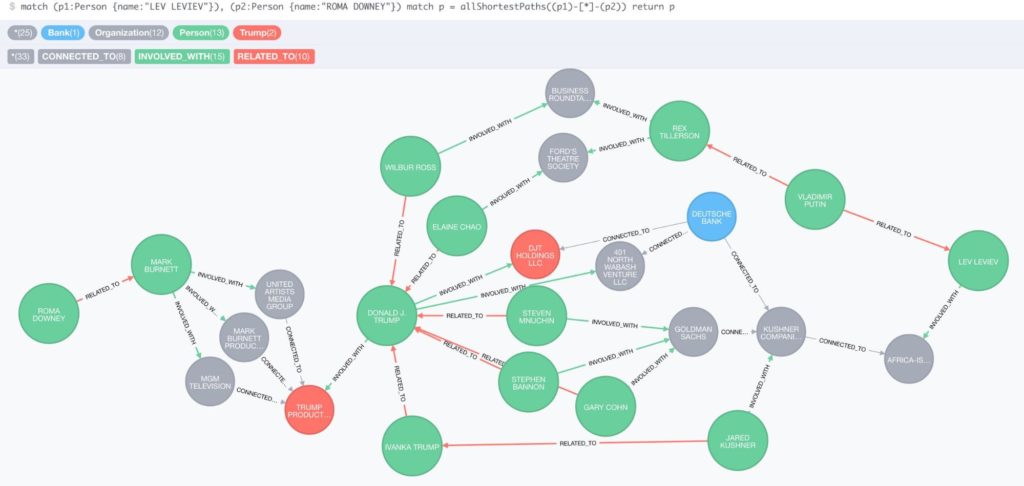 $ match (p1:Person {name:"LEV LEVIEV"}), (p2:Person {name:"ROMA DOWNEY"}) match p = allShortestPaths((p1)-[*]-(p2)) return p
*(25) Bank(1) Organization(12) Person(13) Trump(2)
*(33) CONNECTED_TO(8) INVOLVED_WITH(15) RELATED_TO(10)
BUSINESS
ROUNDTA...
INVOLVED_WITH
INVOLVED_WITH
REX
TILLERSON
FORD'S
THEATRE
SOCIETY
INVOLVED_WITH
WILBUR ROSS
INVOLVED_WITH
RELATED_TO
VLADIMIR
PUTIN
ELAINE CHAO
RELATED_TO
RELATED_TO
DEUTSCHE
BANK
CONNECTED_TO
CONNECTED_TO
RELATED_TO
DJT
HOLDINGS
LLC
401
NORTH
WABASH
VENTURE
LLC
LEV LEVIEV
MARK
BURNETT
INVOLVED_WITH
RELATED_TO
UNITED
ARTISTS
MEDIA
GROUP
INVOLVED_WITH
INVOLVED_WITH
CONNECTED_TO
ROMA
DOWNEY
INVOLVED_W...
INVOLVED_WITH
DONALD J.
TRUMP
RELATED_TO
STEVEN
MNUCHIN
INVOLVED_WITH
GOLDMAN
SACHS
CONNE...
KUSHNER
COMPANI...
CONNECTED_TO
INVOLVED_WITH
MARK
BURNETT
PRODUC...
CONNECTED_TO
CONNECTE...
INVOLVED_WITH
RELATED_TO
RELATED_TO
INVOLVED_WITH
AFRICA-IS...
MGM
TELEVISION
CONNECTED...
TRUMP
PRODUCT...
RELATED_TO
STEPHEN
BANNON
INVOLVED_WITH
INVOLVED_WITH
GARY COHN
IVANKA TRUMP
RELATED_TO
JARED
KUSHNER